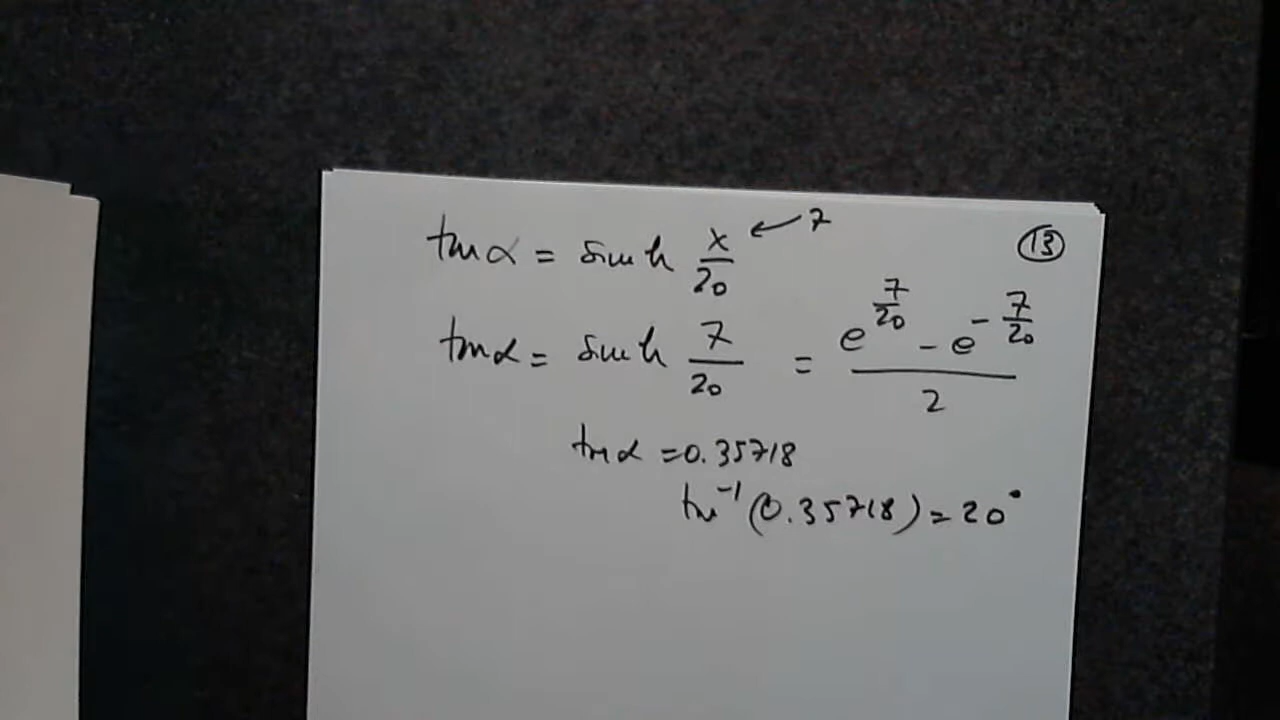 tan α = sinh x/20 ← 7
13
tan α = sinh 7/20 = (e^(7/20) - e^(-7/20))/2
tan α = 0.35718
tan⁻¹(0.35718) = 20°